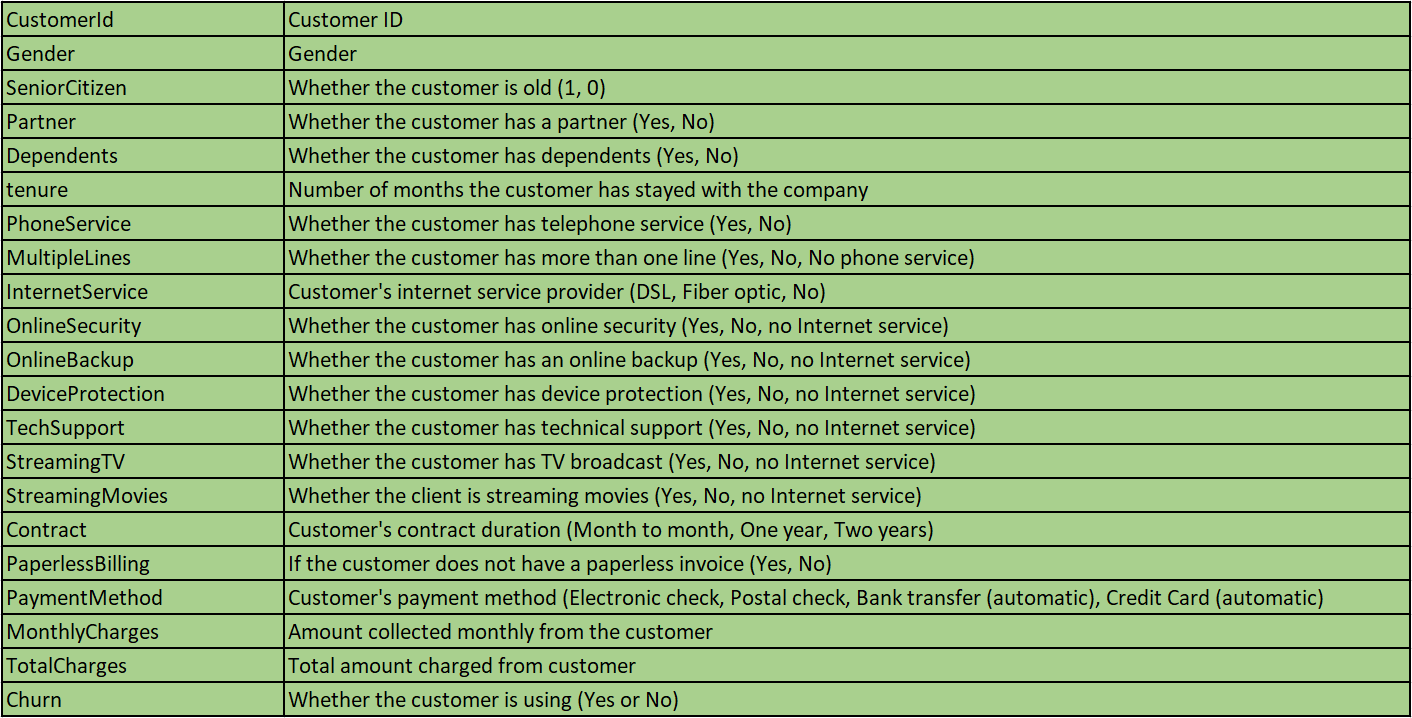 CustomerId Customer ID
Gender Gender
SeniorCitizen Whether the customer is old (1, 0)
Partner Whether the customer has a partner (Yes, No)
Dependents Whether the customer has dependents (Yes, No)
tenure Number of months the customer has stayed with the company
PhoneService Whether the customer has telephone service (Yes, No)
MultipleLines Whether the customer has more than one line (Yes, No, No phone service)
InternetService Customer's internet service provider (DSL, Fiber optic, No)
OnlineSecurity Whether the customer has online security (Yes, No, no Internet service)
OnlineBackup Whether the customer has an online backup (Yes, No, no Internet service)
DeviceProtection Whether the customer has device protection (Yes, No, no Internet service)
TechSupport Whether the customer has technical support (Yes, No, no Internet service)
StreamingTV Whether the customer has TV broadcast (Yes, No, no Internet service)
StreamingMovies Whether the client is streaming movies (Yes, No, no Internet service)
Contract Customer's contract duration (Month to month, One year, Two years)
PaperlessBilling If the customer does not have a paperless invoice (Yes, No)
PaymentMethod Customer's payment method (Electronic check, Postal check, Bank transfer (automatic), Credit Card (automatic)
MonthlyCharges Amount collected monthly from the customer
TotalCharges Total amount charged from customer
Churn Whether the customer is using (Yes or No)